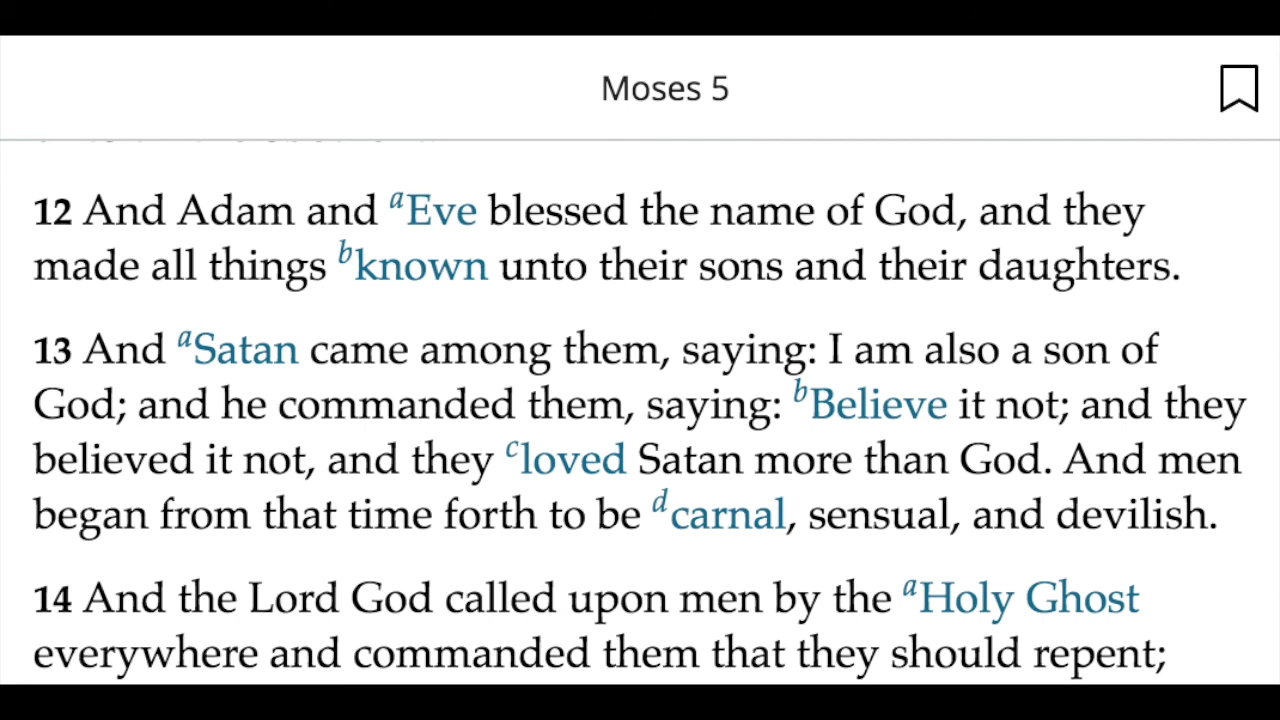 Moses 5
12 And Adam and aEve blessed the name of God, and they
made all things bknown unto their sons and their daughters.
13 And aSatan came among them, saying: I am also a son of
God; and he commanded them, saying: bBelieve it not; and they
believed it not, and they cloved Satan more than God. And men
began from that time forth to be dcarnal, sensual, and devilish.
14 And the Lord God called upon men by the aHoly Ghost
everywhere and commanded them that they should repent;